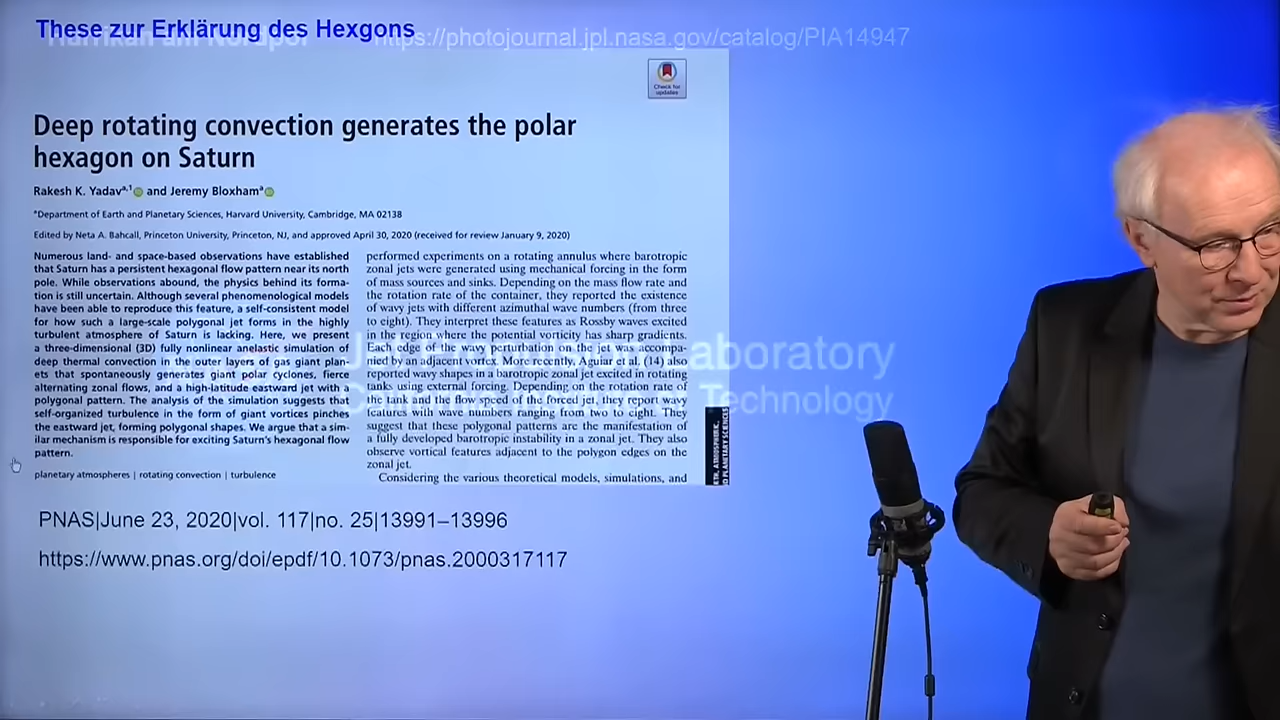 These zur Erklärung des Hexgons
Hurrikan am Nordpol
https://photojournal.jpl.nasa.gov/catalog/PIA14947
Check for
updates
Deep rotating convection generates the polar
hexagon on Saturn
Rakesh K. Yadavᵃ,¹ and Jeremy Bloxhamᵃ
ᵃDepartment of Earth and Planetary Sciences, Harvard University, Cambridge, MA 02138
Edited by Neta A. Bahcall, Princeton University, Princeton, NJ, and approved April 30, 2020 (received for review January 9, 2020)
Numerous land- and space-based observations have established
that Saturn has a persistent hexagonal flow pattern near its north
pole. While observations abound, the physics behind its forma-
tion is still uncertain. Although several phenomenological models
have been able to reproduce this feature, a self-consistent model
for how such a large-scale polygonal jet forms in the highly
turbulent atmosphere of Saturn is lacking. Here, we present
a three-dimensional (3D) fully nonlinear anelastic simulation of
deep thermal convection in the outer layers of gas giant plan-
ets that spontaneously generates giant polar cyclones, fierce
alternating zonal flows, and a high-latitude eastward jet with a
polygonal pattern. The analysis of the simulation suggests that
self-organized turbulence in the form of giant vortices pinches
the eastward jet, forming polygonal shapes. We argue that a sim-
ilar mechanism is responsible for exciting Saturn's hexagonal flow
pattern.
planetary atmospheres | rotating convection | turbulence
performed experiments on a rotating annulus where barotropic
zonal jets were generated using mechanical forcing in the form
of mass sources and sinks. Depending on the mass flow rate and
the rotation rate of the container, they reported the existence
of wavy jets with different azimuthal wave numbers (from three
to eight). They interpret these features as Rossby waves excited
in the region where the potential vorticity has sharp gradients.
Each edge of the wavy perturbation on the jet was accompa-
nied by an adjacent vortex. More recently, Aguiar et al. (14) also
reported wavy shapes in a barotropic zonal jet excited in rotating
tanks using external forcing. Depending on the rotation rate of
the tank and the flow speed of the forced jet, they report wavy
features with wave numbers ranging from two to eight. They
suggest that these polygonal patterns are the manifestation of
a fully developed barotropic instability in a zonal jet. They also
observe vortical features adjacent to the polygon edges on the
zonal jet.
Considering the various theoretical models, simulations, and
Laboratory
Technology
ATMOSPHERIC,
PLANETARY SCIENCES
PNAS|June 23, 2020|vol. 117|no. 25|13991–13996
https://www.pnas.org/doi/epdf/10.1073/pnas.2000317117